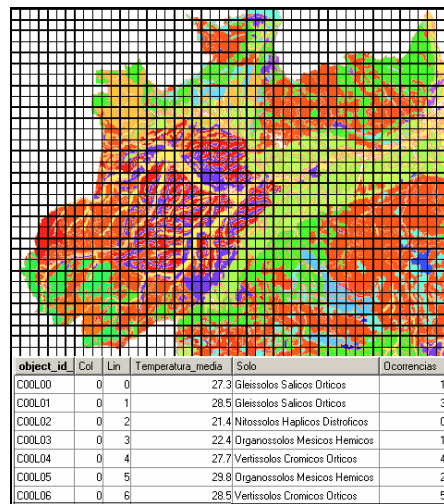 object_id_ Col Lin Temperatura_media Solo Ocorrencias
C00L00 0 0 27.3 Gleissolos Salicos Orticos 1
C00L01 0 1 28.5 Gleissolos Salicos Orticos 3
C00L02 0 2 21.4 Nitossolos Haplicos Distroficos 0
C00L03 0 3 22.4 Organossolos Mesicos Hemicos 1
C00L04 0 4 27.7 Vertissolos Cromicos Orticos 4
C00L05 0 5 29.8 Organossolos Mesicos Hemicos 2
C00L06 0 6 28.5 Vertissolos Cromicos Orticos